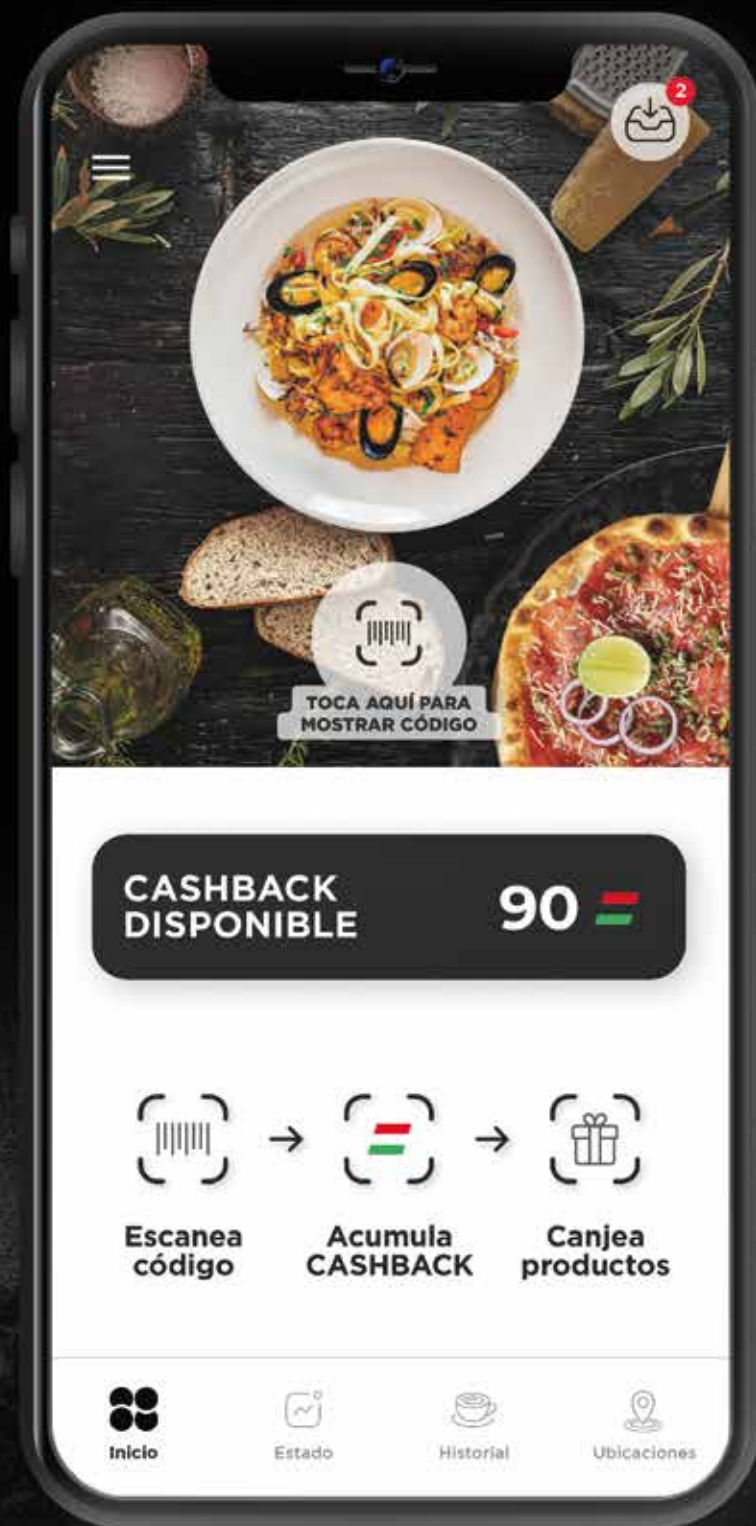 2
TOCA AQUÍ PARA
MOSTRAR CÓDIGO
CASHBACK
DISPONIBLE
90
Escanea
código
Acumula
CASHBACK
Canjea
productos
Inicio
Estado
Historial
Ubicaciones